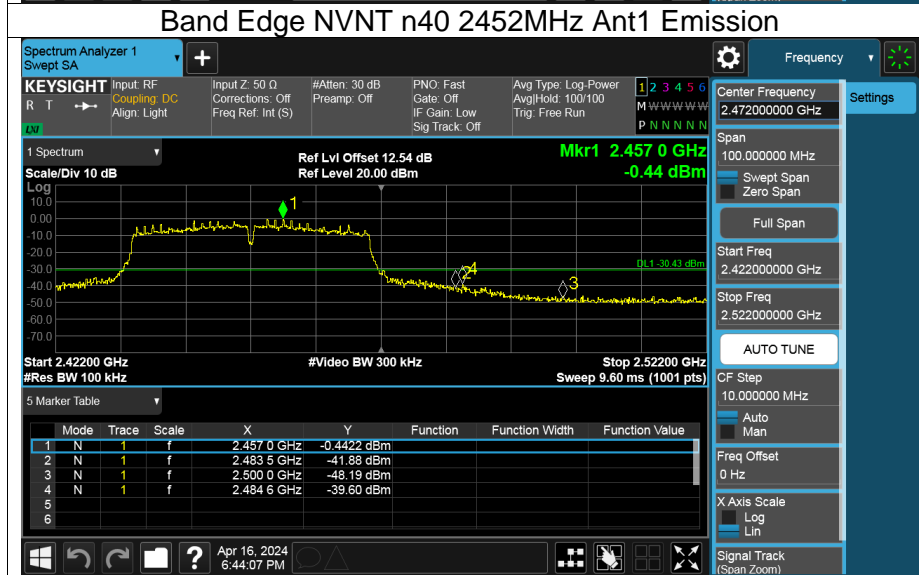 Band Edge NVNT n40 2452MHz Ant1 Emission
Spectrum Analyzer 1
Swept SA
+
Frequency
KEYSIGHT Input: RF Input Z: 50 Ω #Atten: 30 dB PNO: Fast Avg Type: Log-Power 1 2 3 4 5 6
R T Coupling: DC Corrections: Off Preamp: Off Gate: Off Avg|Hold: 100/100 M W W W W W
Align: Light Freq Ref: Int (S) IF Gain: Low Trig: Free Run
LXI Sig Track: Off P N N N N N
1 Spectrum
Ref Lvl Offset 12.54 dB Mkr1 2.457 0 GHz
Scale/Div 10 dB Ref Level 20.00 dBm -0.44 dBm
Log
10.0
0.00
-10.0
-20.0
-30.0
-40.0
-50.0
-60.0
-70.0
1
24
3
DL1 -30.43 dBm
Start 2.42200 GHz #Video BW 300 kHz Stop 2.52200 GHz
#Res BW 100 kHz Sweep 9.60 ms (1001 pts)
5 Marker Table
Mode Trace Scale X Y Function Function Width Function Value
1 N 1 f 2.457 0 GHz -0.4422 dBm
2 N 1 f 2.483 5 GHz -41.88 dBm
3 N 1 f 2.500 0 GHz -48.19 dBm
4 N 1 f 2.484 6 GHz -39.60 dBm
5
6
?
Apr 16, 2024
6:44:07 PM
Center Frequency
2.472000000 GHz
Settings
Span
100.000000 MHz
Swept Span
Zero Span
Full Span
Start Freq
2.422000000 GHz
Stop Freq
2.522000000 GHz
AUTO TUNE
CF Step
10.000000 MHz
Auto
Man
Freq Offset
0 Hz
X Axis Scale
Log
Lin
Signal Track
(Span Zoom)